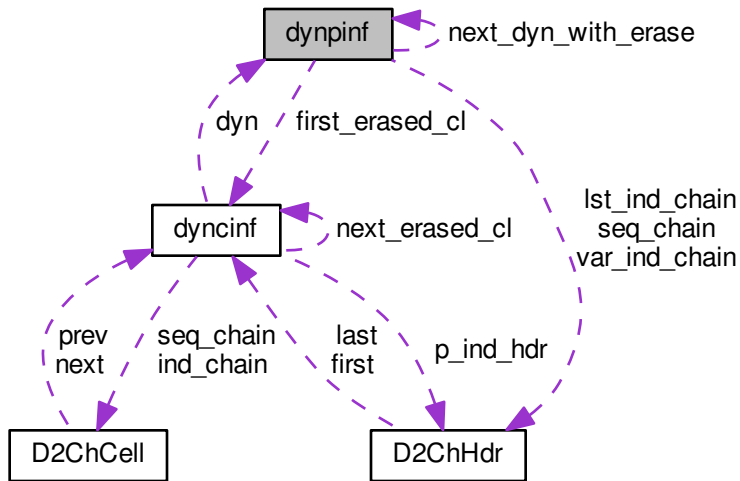 dynpinf
next_dyn_with_erase
dyn
first_erased_cl
lst_ind_chain
seq_chain
var_ind_chain
dyncinf
next_erased_cl
prev
next
seq_chain
ind_chain
last
first
p_ind_hdr
D2ChCell
D2ChHdr